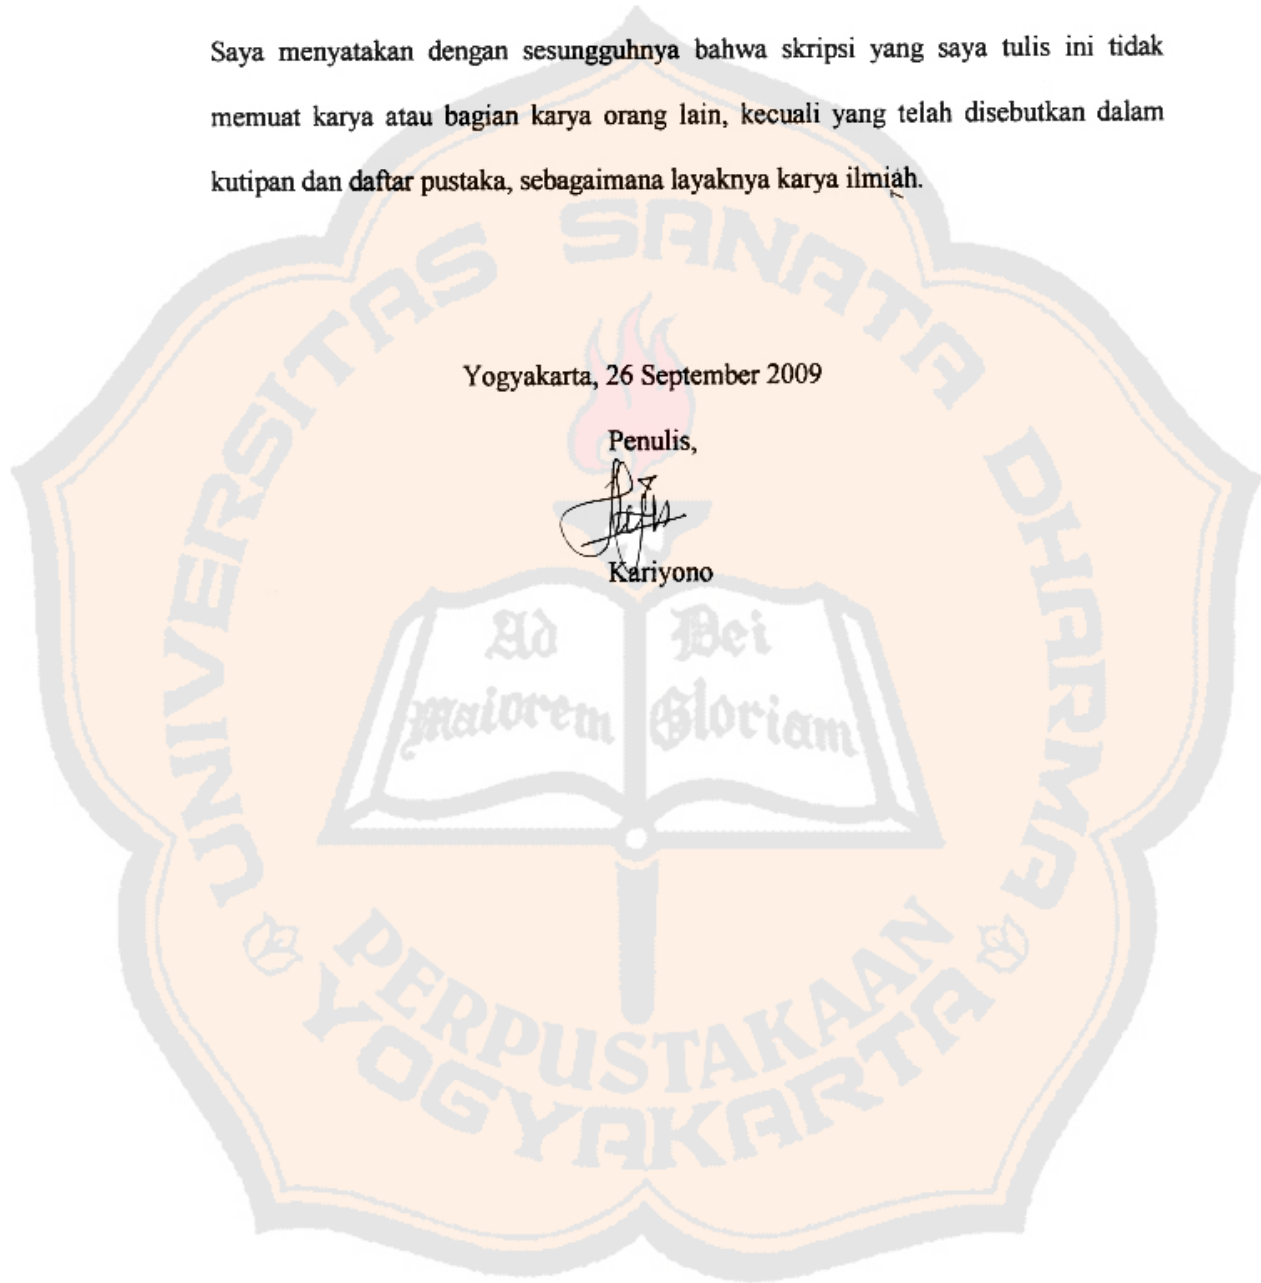 Saya menyatakan dengan sesungguhnya bahwa skripsi yang saya tulis ini tidak
memuat karya atau bagian karya orang lain, kecuali yang telah disebutkan dalam
kutipan dan daftar pustaka, sebagaimana layaknya karya ilmiah.
UNIVERSITAS SANATA DHARMA
Yogyakarta, 26 September 2009
Penulis,
Kariyono
Ad Dei
maiorem Gloriam
PERPUSTAKAAN
YOGYAKARTA